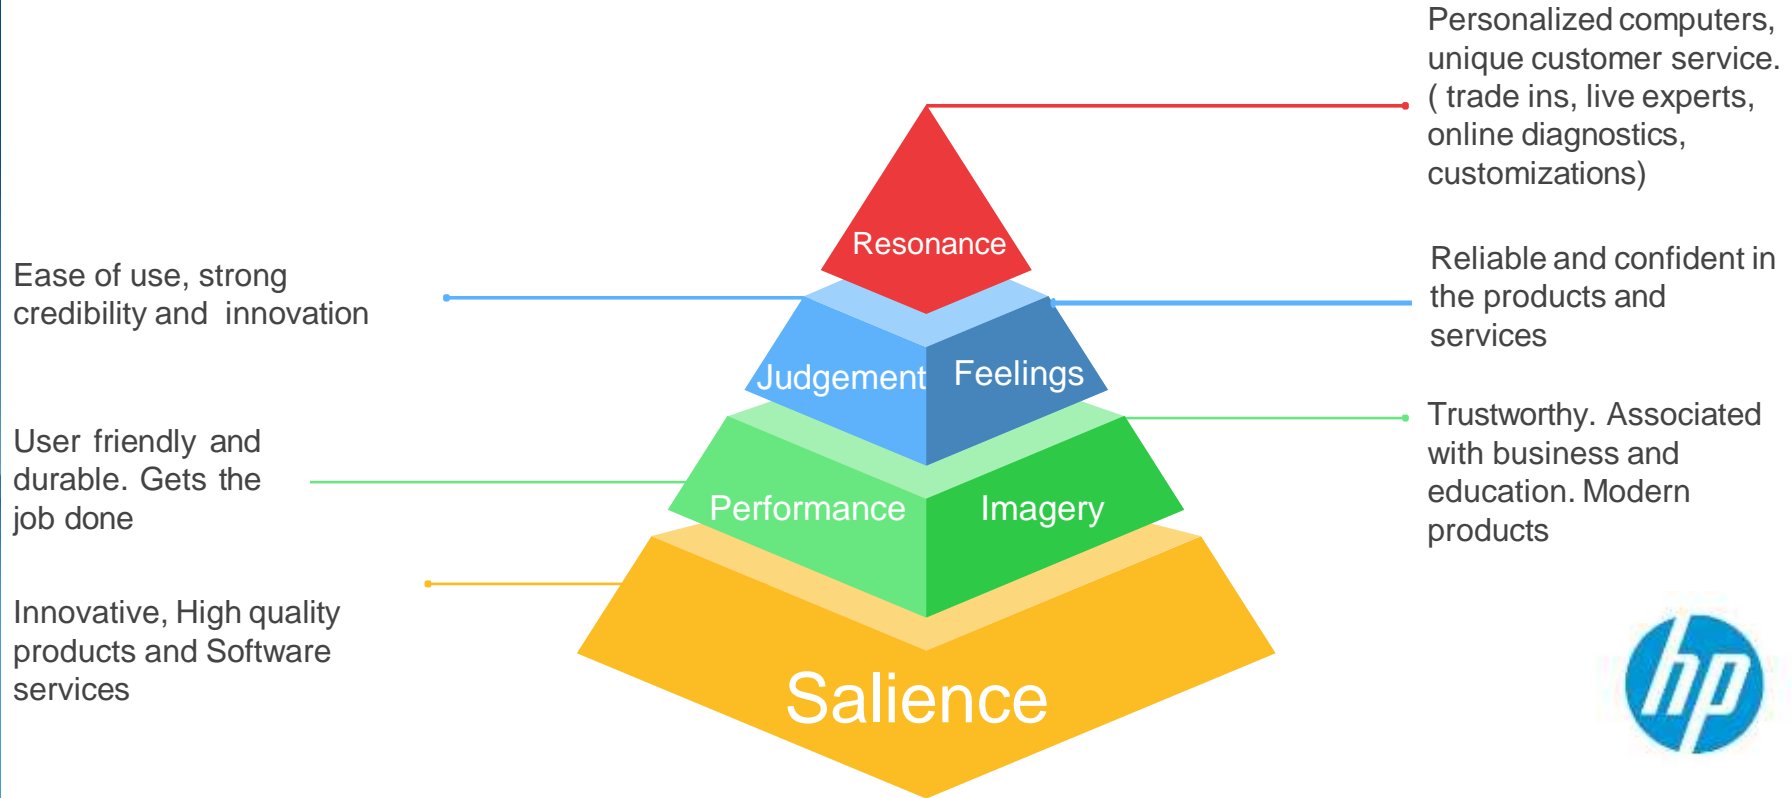 Personalized computers,
unique customer service.
( trade ins, live experts,
online diagnostics,
customizations)
Resonance
Ease of use, strong
credibility and innovation
Reliable and confident in
the products and
services
Judgement
Feelings
User friendly and
durable. Gets the
job done
Trustworthy. Associated
with business and
education. Modern
products
Performance
Imagery
Innovative, High quality
products and Software
services
Salience
hp